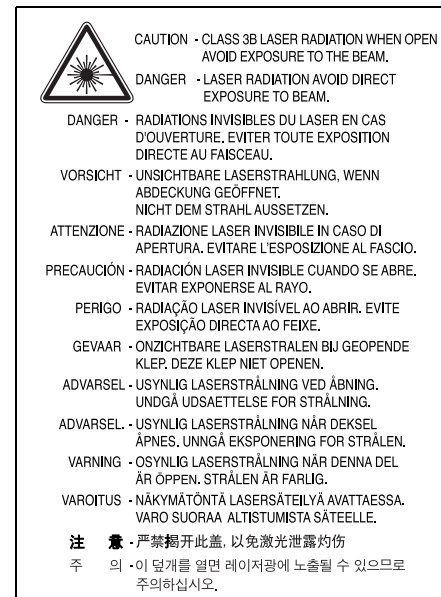 CAUTION - CLASS 3B LASER RADIATION WHEN OPEN
AVOID EXPOSURE TO THE BEAM.
DANGER - LASER RADIATION AVOID DIRECT
EXPOSURE TO BEAM.
DANGER - RADIATIONS INVISIBLES DU LASER EN CAS
D'OUVERTURE. EVITER TOUTE EXPOSITION
DIRECTE AU FAISCEAU.
VORSICHT - UNSICHTBARE LASERSTRAHLUNG, WENN
ABDECKUNG GEÖFFNET.
NICHT DEM STRAHL AUSSETZEN.
ATTENZIONE - RADIAZIONE LASER INVISIBILE IN CASO DI
APERTURA. EVITARE L'ESPOSIZIONE AL FASCIO.
PRECAUCIÓN - RADIACIÓN LASER INVISIBLE CUANDO SE ABRE.
EVITAR EXPONERSE AL RAYO.
PERIGO - RADIAÇÃO LASER INVISÍVEL AO ABRIR. EVITE
EXPOSIÇÃO DIRECTA AO FEIXE.
GEVAAR - ONZICHTBARE LASERSTRALEN BIJ GEOPENDE
KLEP. DEZE KLEP NIET OPENEN.
ADVARSEL - USYNLIG LASERSTRÅLNING VED ÅBNING.
UNDGÅ UDSAETTELSE FOR STRÅLNING.
ADVARSEL. - USYNLIG LASERSTRÅLNING NÅR DEKSEL
ÅPNES. UNNGÅ EKSPONERING FOR STRÅLEN.
VARNING - OSYNLIG LASERSTRÅLNING NÄR DENNA DEL
ÄR ÖPPEN. STRÅLEN ÄR FARLIG.
VAROITUS - NÄKYMÄTÖNTÄ LASERSÄTEILYÄ AVATTAESSA.
VARO SUORAA ALTISTUMISTA SÄTEELLE.
注 意 - 严禁揭开此盖, 以免激光泄露灼伤
주 의 - 이 덮개를 열면 레이저광에 노출될 수 있으므로
주의하십시오.